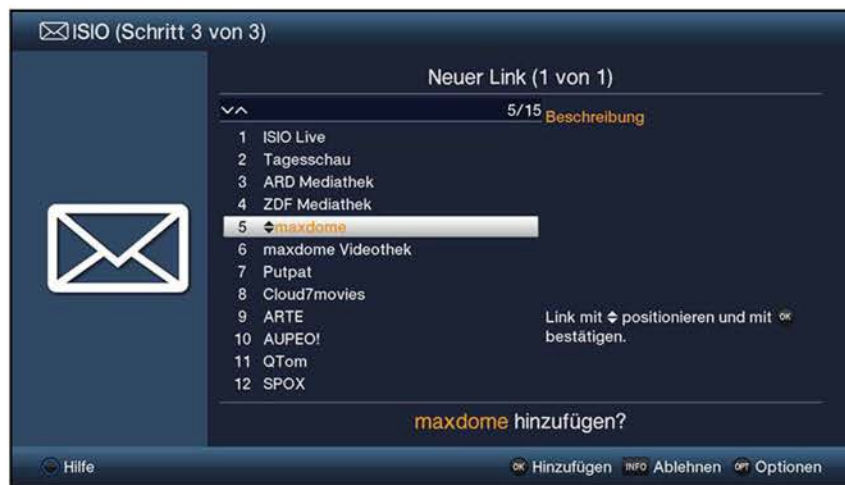 ISIO (Schritt 3 von 3)
Neuer Link (1 von 1)
5/15
Beschreibung
1 ISIO Live
2 Tagesschau
3 ARD Mediathek
4 ZDF Mediathek
5 maxdome
6 maxdome Videothek
7 Putpat
8 Cloud7movies
9 ARTE
10 AUPEO!
11 QTom
12 SPOX
Link mit positionieren und mit OK
bestätigen.
maxdome hinzufügen?
Hilfe
OK Hinzufügen INFO Ablehnen OPT Optionen